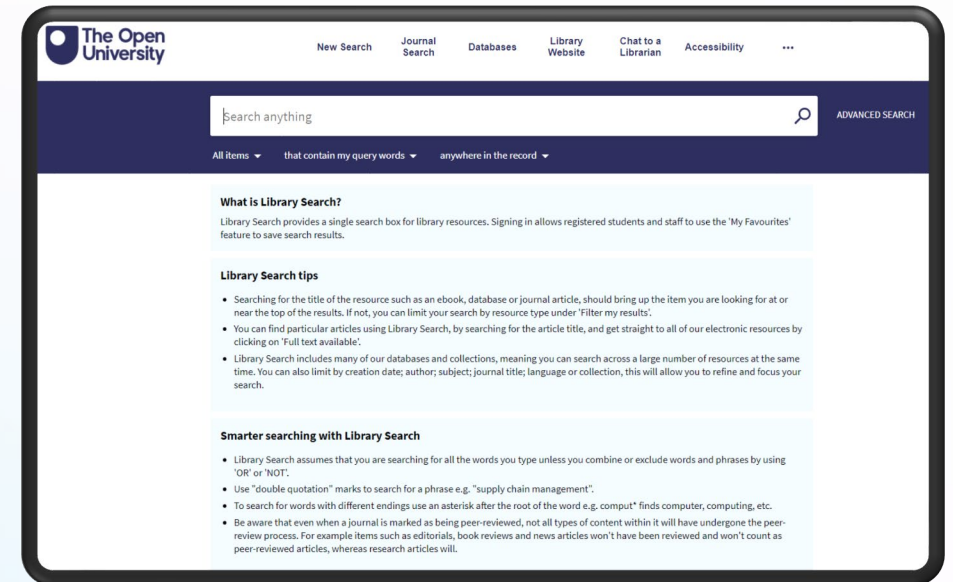 The Open
University
New Search
Journal
Search
Databases
Library
Website
Chat to a
Librarian
Accessibility
•••
Search anything
ADVANCED SEARCH
All items
that contain my query words
anywhere in the record
What is Library Search?
Library Search provides a single search box for library resources. Signing in allows registered students and staff to use the 'My Favourites'
feature to save search results.
Library Search tips
• Searching for the title of the resource such as an ebook, database or journal article, should bring up the item you are looking for at or
near the top of the results. If not, you can limit your search by resource type under 'Filter my results'.
• You can find particular articles using Library Search, by searching for the article title, and get straight to all of our electronic resources by
clicking on 'Full text available'.
• Library Search includes many of our databases and collections, meaning you can search across a large number of resources at the same
time. You can also limit by creation date; author; subject; journal title; language or collection, this will allow you to refine and focus your
search.
Smarter searching with Library Search
• Library Search assumes that you are searching for all the words you type unless you combine or exclude words and phrases by using
'OR' or 'NOT'.
• Use "double quotation" marks to search for a phrase e.g. "supply chain management".
• To search for words with different endings use an asterisk after the root of the word e.g. comput* finds computer, computing, etc.
• Be aware that even when a journal is marked as being peer-reviewed, not all types of content within it will have undergone the peer-
review process. For example items such as editorials, book reviews and news articles won't have been reviewed and won't count as
peer-reviewed articles, whereas research articles will.